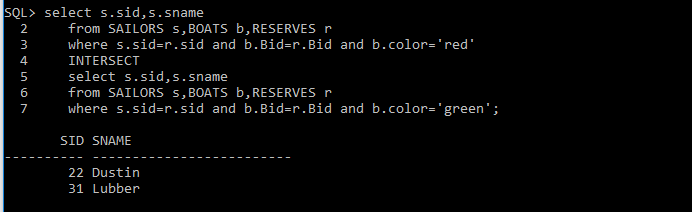 SQL> select s.sid,s.sname
2 from SAILORS s,BOATS b,RESERVES r
3 where s.sid=r.sid and b.Bid=r.Bid and b.color='red'
4 INTERSECT
5 select s.sid,s.sname
6 from SAILORS s,BOATS b,RESERVES r
7 where s.sid=r.sid and b.Bid=r.Bid and b.color='green';
SID SNAME
---------- -------------------------
22 Dustin
31 Lubber